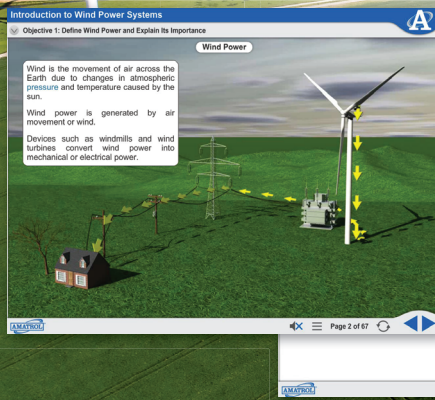 Introduction to Wind Power Systems
Objective 1: Define Wind Power and Explain Its Importance
Wind Power
Wind is the movement of air across the
Earth due to changes in atmospheric
pressure and temperature caused by the
sun.
Wind power is generated by air
movement or wind.
Devices such as windmills and wind
turbines convert wind power into
mechanical or electrical power.
A
AMATROL
Page 2 of 67
AMATROL